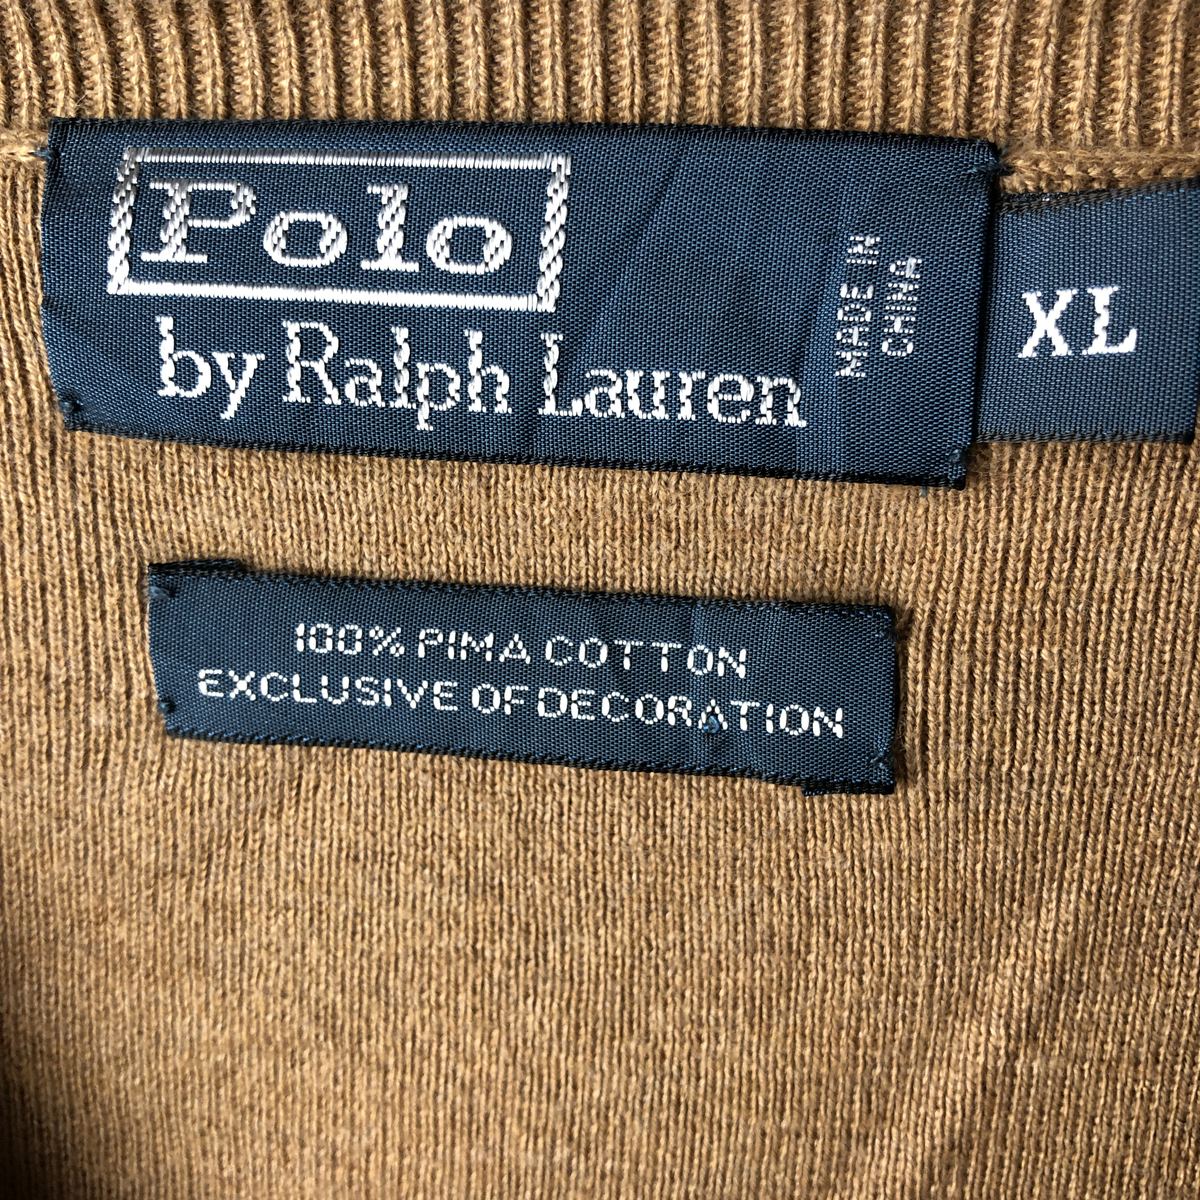 Polo
by Ralph Lauren
MADE IN
CHINA
XL
100% PIMA COTTON
EXCLUSIVE OF DECORATION